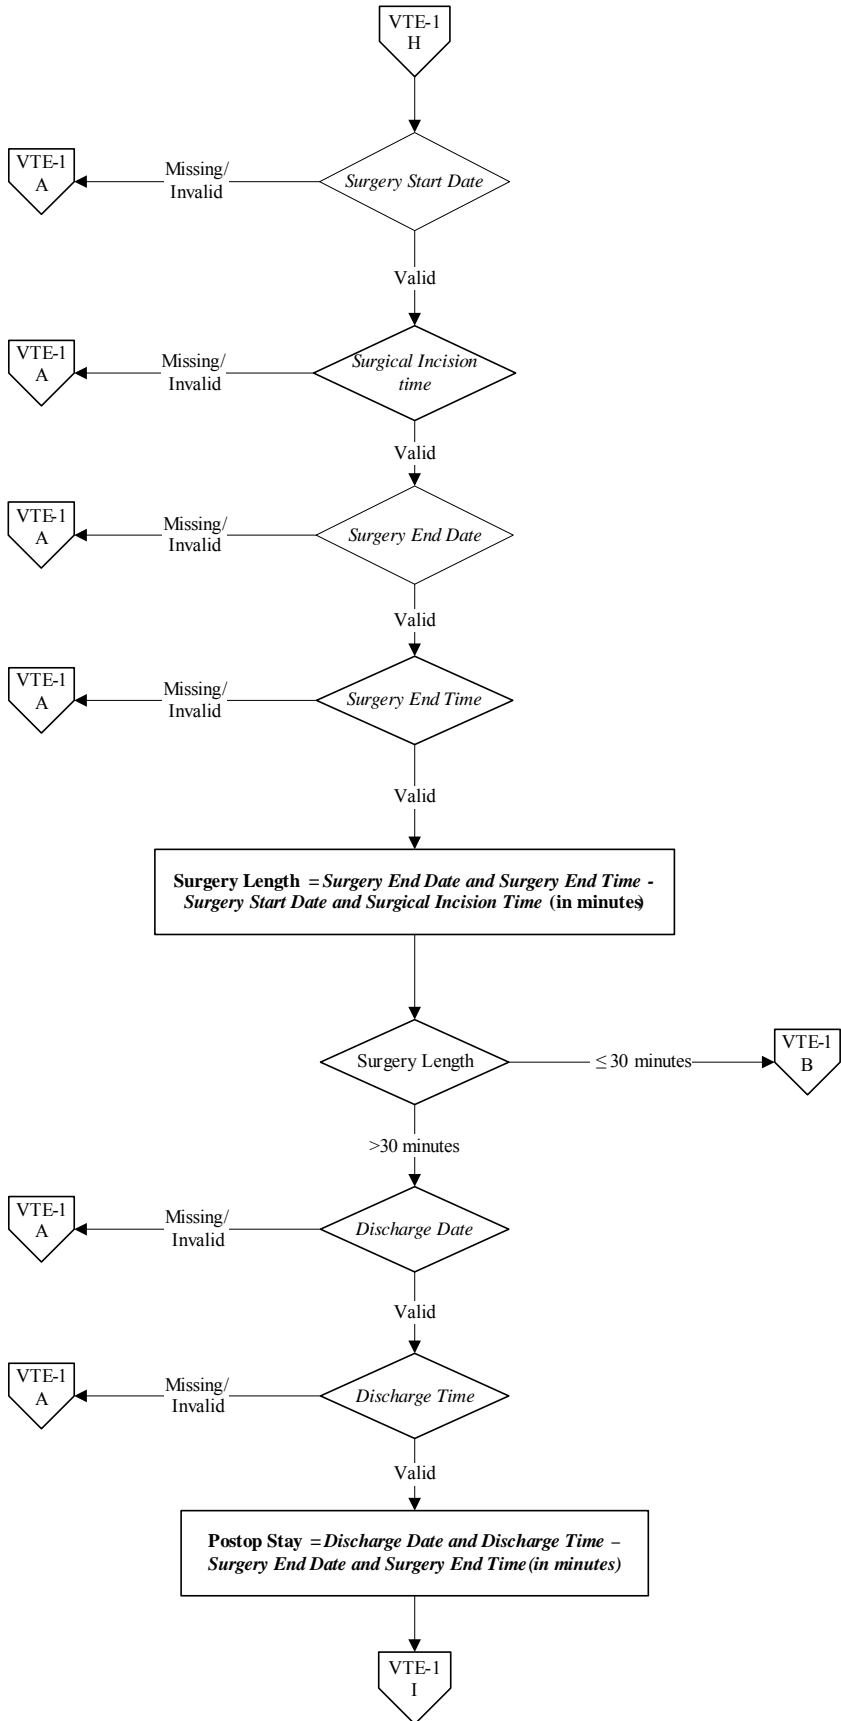 VTE-1
H
VTE-1
A
Missing/
Invalid
Surgery Start Date
Valid
VTE-1
A
Missing/
Invalid
Surgical Incision
time
Valid
VTE-1
A
Missing/
Invalid
Surgery End Date
Valid
VTE-1
A
Missing/
Invalid
Surgery End Time
Valid
Surgery Length = Surgery End Date and Surgery End Time -
Surgery Start Date and Surgical Incision Time (in minutes)
Surgery Length
≤ 30 minutes
VTE-1
B
>30 minutes
VTE-1
A
Missing/
Invalid
Discharge Date
Valid
VTE-1
A
Missing/
Invalid
Discharge Time
Valid
Postop Stay = Discharge Date and Discharge Time –
Surgery End Date and Surgery End Time (in minutes)
VTE-1
I